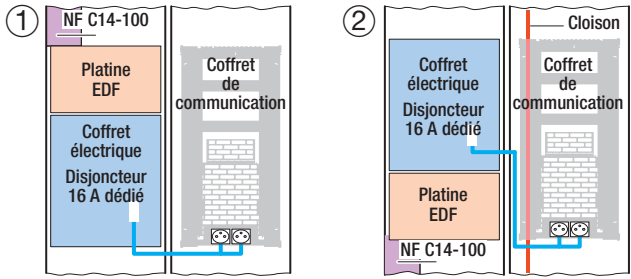 ①
NF C14-100
Platine
EDF
Coffret
électrique
Disjoncteur
16 A dédié
Coffret
de
communication
②
Cloison
Coffret
électrique
Disjoncteur
16 A dédié
Platine
EDF
NF C14-100
Coffret
de
communication